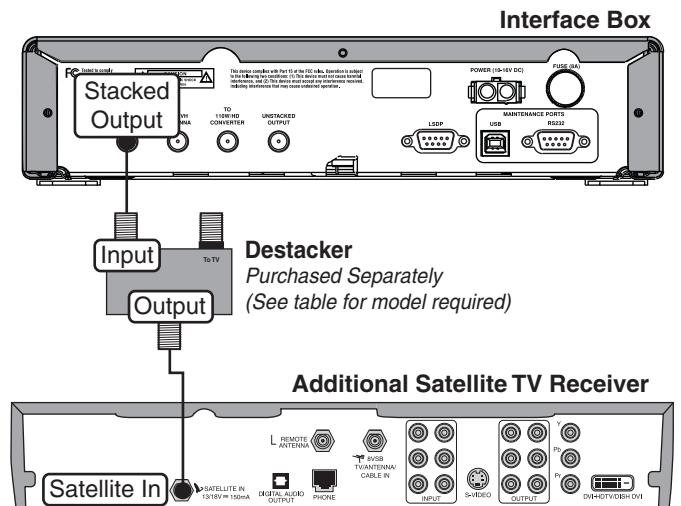 Interface Box
Tested to comply
This device complies with Part 15 of the FCC rules. Operation is subject
to the following two conditions: (1) This device must not cause harmful
interference, and (2) This device must accept any interference received,
including interference that may cause undesired operation.
POWER (10-16V DC)
FUSE (8A)
Stacked
Output
TO
110W/HD
CONVERTER
UNSTACKED
OUTPUT
LSDP
MAINTENANCE PORTS
USB
RS232
Input
To TV
Output
Destacker
Purchased Separately
(See table for model required)
Additional Satellite TV Receiver
Satellite In
SATELLITE IN
13/18V 150mA
REMOTE
ANTENNA
8VSB
TV/ANTENNA/
CABLE IN
DIGITAL AUDIO
OUTPUT
PHONE
INPUT
S-VIDEO
OUTPUT
Y
Pb
Pr
DVI-HDTV/DISH DVI